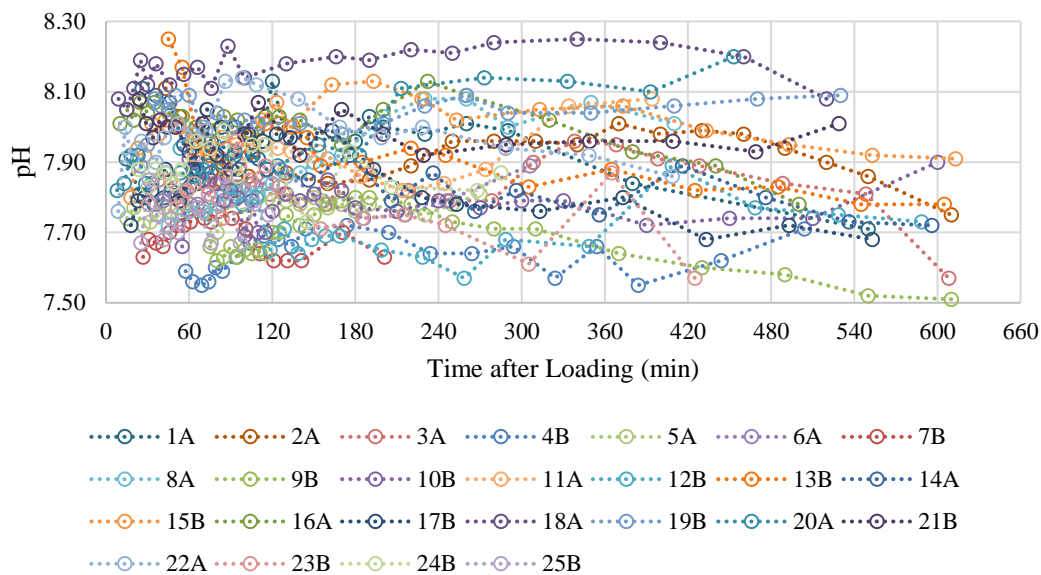 8.30
8.10
7.90
7.70
7.50
pH
0 60 120 180 240 300 360 420 480 540 600 660
Time after Loading (min)
1A 2A 3A 4B 5A 6A 7B
8A 9B 10B 11A 12B 13B 14A
15B 16A 17B 18A 19B 20A 21B
22A 23B 24B 25B